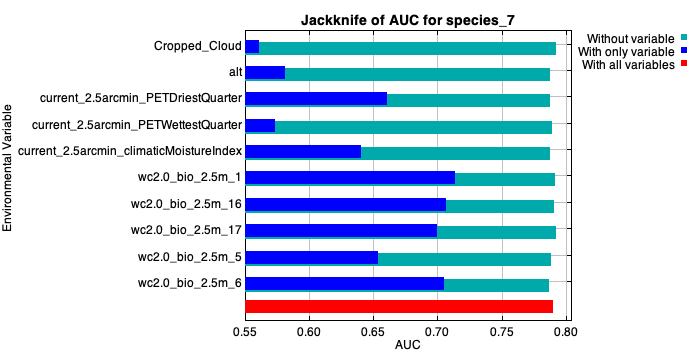 Jackknife of AUC for species_7
Without variable
With only variable
With all variables
Environmental Variable
Cropped_Cloud
alt
current_2.5arcmin_PETDriestQuarter
current_2.5arcmin_PETWettestQuarter
current_2.5arcmin_climaticMoistureIndex
wc2.0_bio_2.5m_1
wc2.0_bio_2.5m_16
wc2.0_bio_2.5m_17
wc2.0_bio_2.5m_5
wc2.0_bio_2.5m_6
0.55 0.60 0.65 0.70 0.75 0.80
AUC